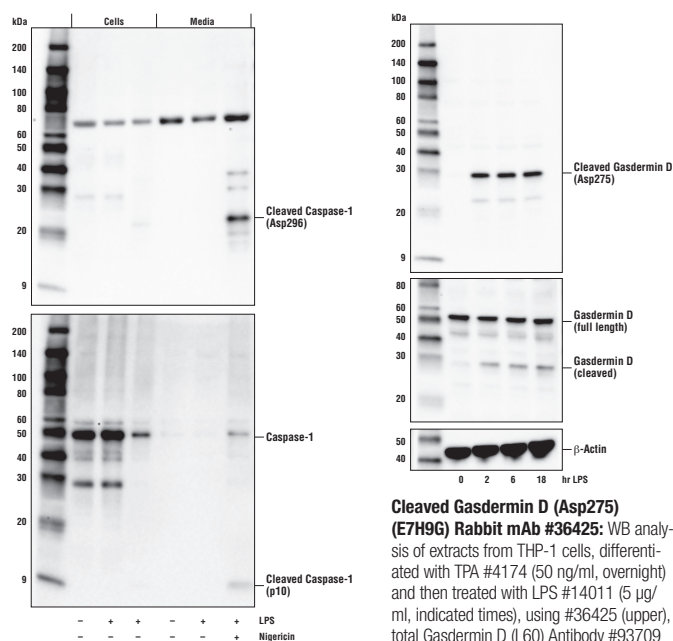 kDa
Cells
Media
200
140
100
80
60
50
40
30
20
9
Cleaved Caspase-1
(Asp296)
200
140
100
80
60
50
40
30
20
9
Caspase-1
Cleaved Caspase-1
(p10)
– + + – + + LPS
– – – – – + Nigericin
kDa
200
140
100
80
60
50
40
30
20
9
Cleaved Gasdermin D
(Asp275)
80
60
50
40
30
20
Gasdermin D
(full length)
Gasdermin D
(cleaved)
50
40
β-Actin
0 2 6 18 hr LPS
Cleaved Gasdermin D (Asp275)
(E7H9G) Rabbit mAb #36425: WB analy-
sis of extracts from THP-1 cells, differenti-
ated with TPA #4174 (50 ng/ml, overnight)
and then treated with LPS #14011 (5 µg/
ml, indicated times), using #36425 (upper),
total Gasdermin D (L60) Antibody #93709